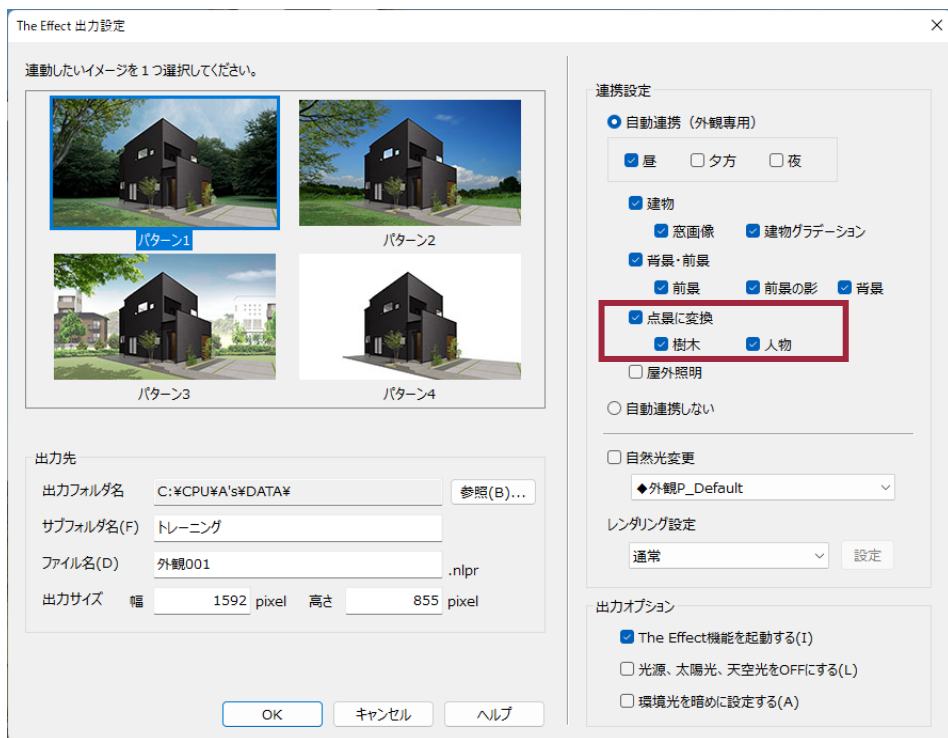 The Effect 出力設定
連動したいイメージを１つ選択してください。
パターン1
パターン2
パターン3
パターン4
出力先
出力フォルダ名 C:¥CPU¥A's¥DATA¥ 参照(B)...
サブフォルダ名(F) トレーニング
ファイル名(D) 外観001 .nlpr
出力サイズ 幅 1592 pixel 高さ 855 pixel
OK キャンセル ヘルプ
連携設定
自動連携（外観専用）
昼 夕方 夜
建物
窓画像 建物グラデーション
背景・前景
前景 前景の影 背景
点景に変換
樹木 人物
屋外照明
自動連携しない
自然光変更
◆外観P_Default
レンダリング設定
通常 設定
出力オプション
The Effect機能を起動する(I)
光源、太陽光、天空光をOFFにする(L)
環境光を暗めに設定する(A)